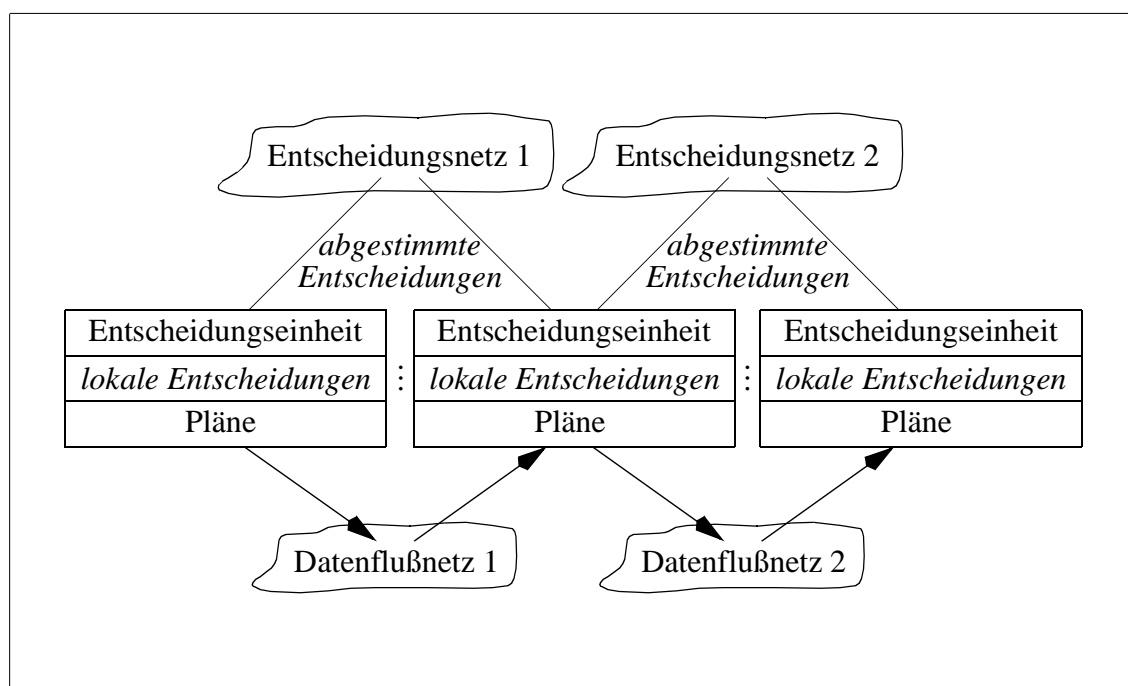 Entscheidungsnetz 1
Entscheidungsnetz 2
abgestimmte
Entscheidungen
abgestimmte
Entscheidungen
Entscheidungseinheit
Entscheidungseinheit
Entscheidungseinheit
lokale Entscheidungen
lokale Entscheidungen
lokale Entscheidungen
Pläne
Pläne
Pläne
Datenflußnetz 1
Datenflußnetz 2